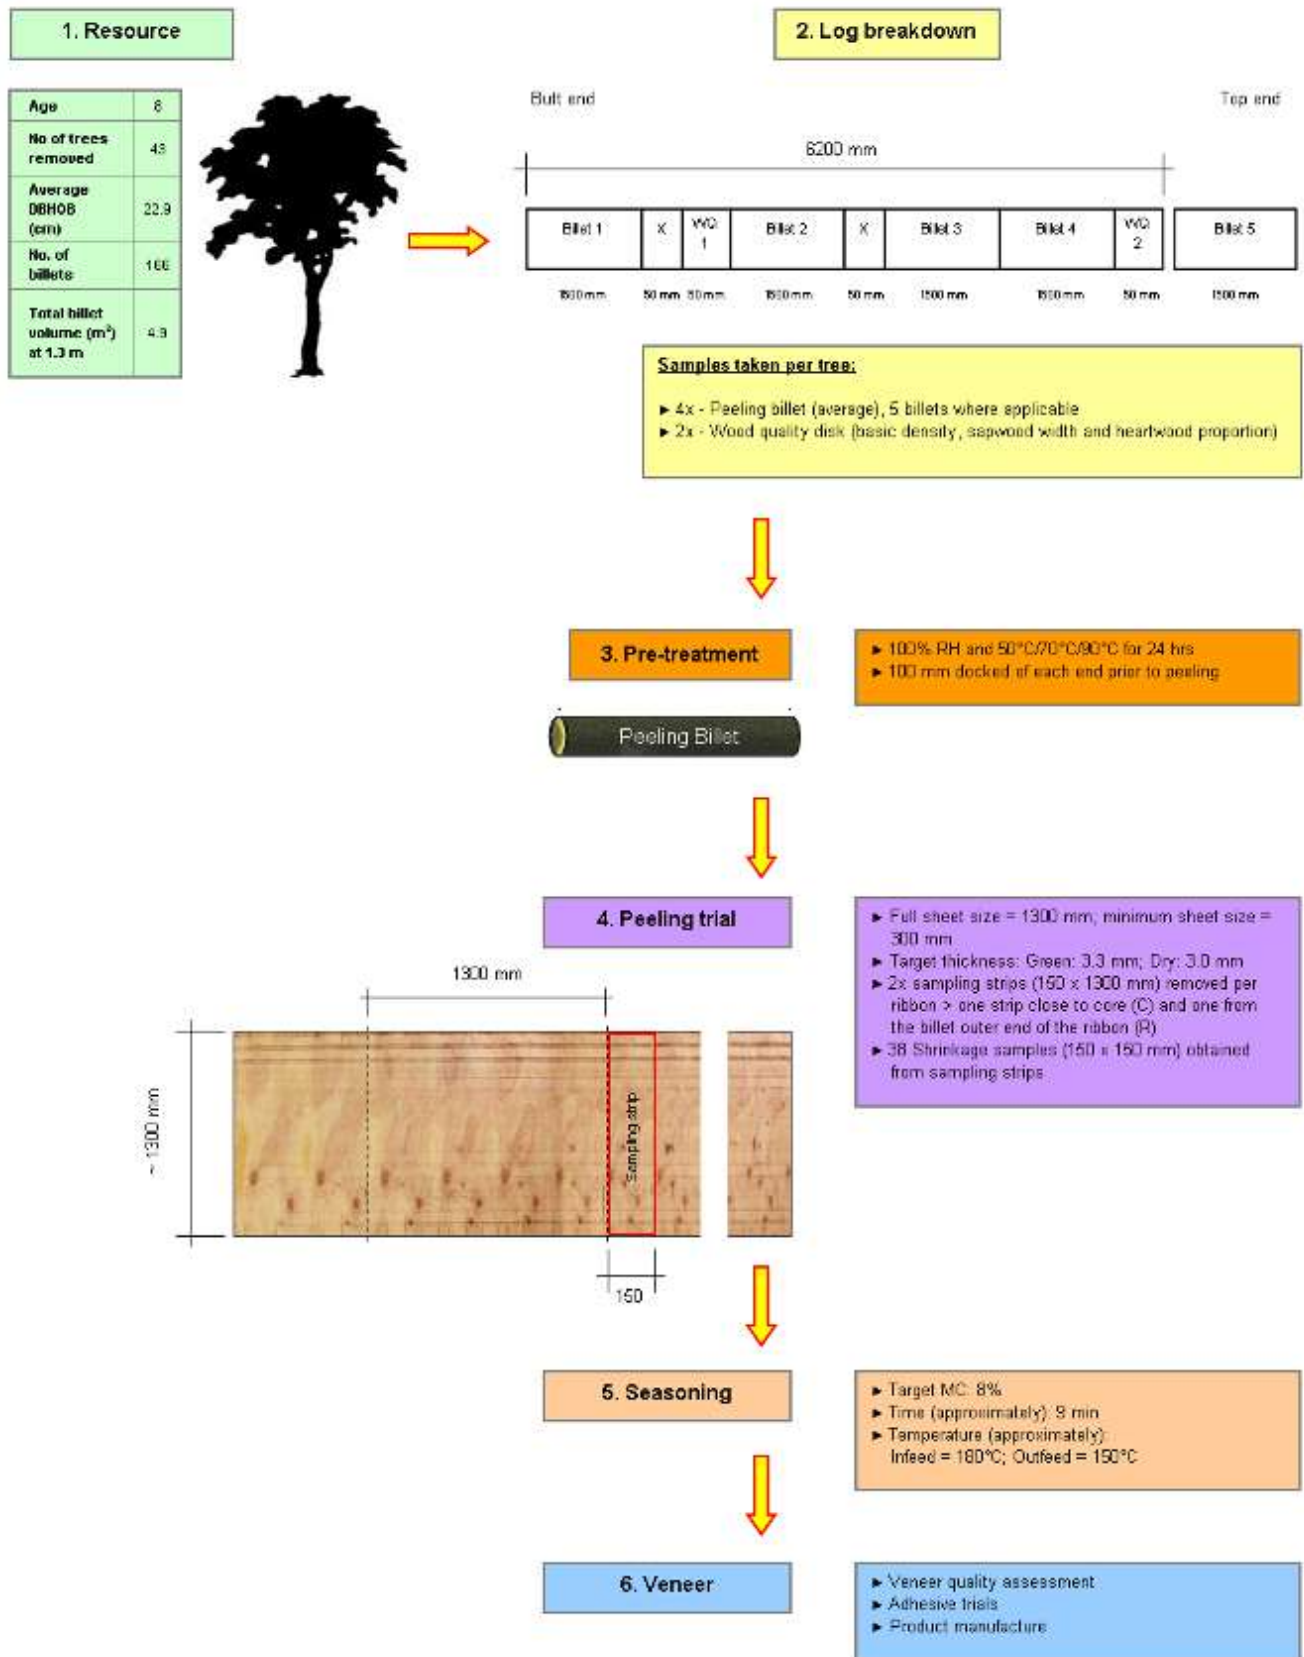 1. Resource
2. Log breakdown
Age 8
No of trees
removed 43
Average
DBHOB
(cm) 22.9
No. of
billets 166
Total billet
volume (m³)
at 1.3 m 4.9
Butt end
Top end
6200 mm
Billet 1 X WQ 1 Billet 2 X Billet 3 Billet 4 WQ 2 Billet 5
1500 mm 50 mm 50 mm 1500 mm 50 mm 1500 mm 1500 mm 50 mm 1500 mm
Samples taken per tree:
► 4x - Peeling billet (average), 5 billets where applicable
► 2x - Wood quality disk (basic density, sapwood width and heartwood proportion)
3. Pre-treatment
► 100% RH and 50°C/70°C/90°C for 24 hrs
► 100 mm docked of each end prior to peeling
Peeling Billet
4. Peeling trial
► Full sheet size = 1300 mm; minimum sheet size =
300 mm
► Target thickness: Green: 3.3 mm; Dry: 3.0 mm
► 2x sampling strips (150 x 1300 mm) removed per
ribbon > one strip close to core (C) and one from
the billet outer end of the ribbon (R)
► 38 Shrinkage samples (150 x 150 mm) obtained
from sampling strips
1300 mm
~ 1300 mm
Sampling strip
150
5. Seasoning
► Target MC: 8%
► Time (approximately): 9 min
► Temperature (approximately):
Infeed = 180°C; Outfeed = 150°C
6. Veneer
► Veneer quality assessment
► Adhesive trials
► Product manufacture